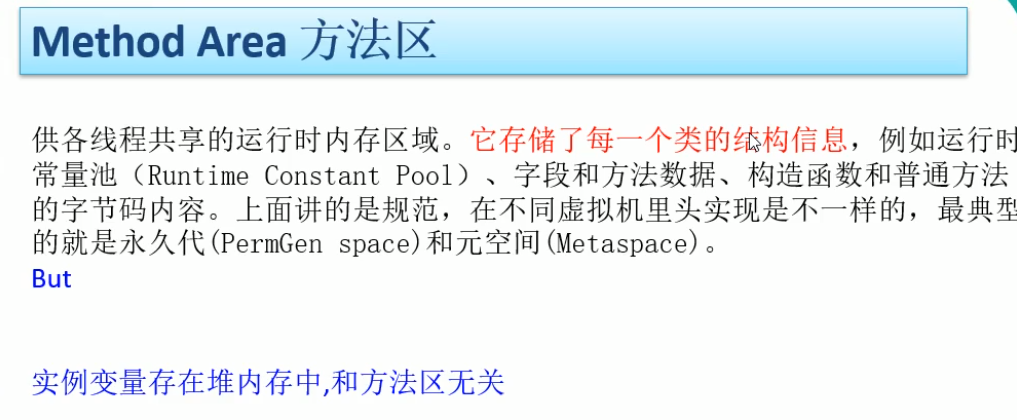 Method Area 方法区
供各线程共享的运行时内存区域。它存储了每一个类的结构信息，例如运行时
常量池（Runtime Constant Pool）、字段和方法数据、构造函数和普通方法
的字节码内容。上面讲的是规范，在不同虚拟机里头实现是不一样的，最典型
的就是永久代(PermGen space)和元空间(Metaspace)。
But
实例变量存在堆内存中,和方法区无关